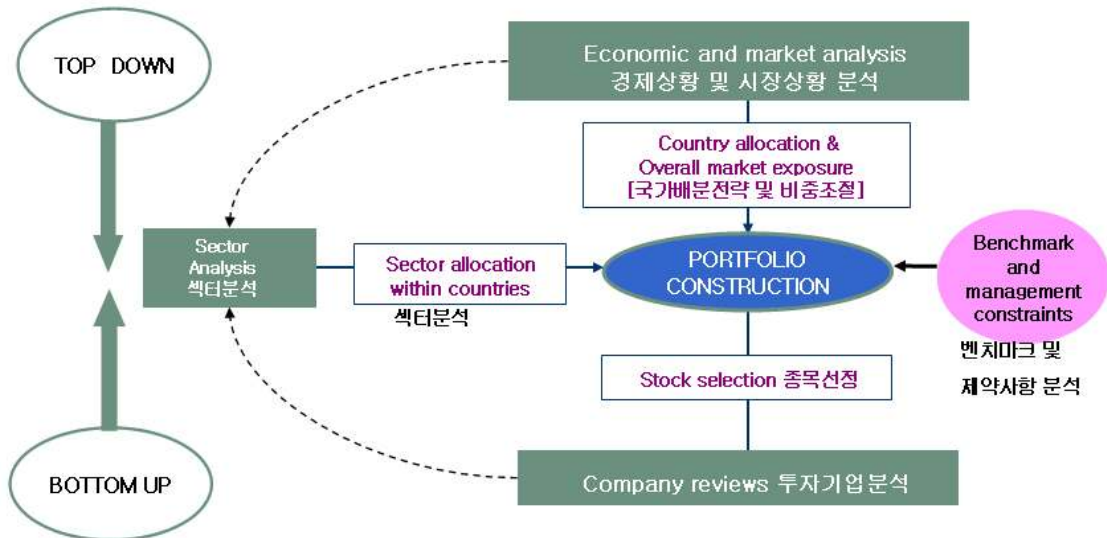 TOP DOWN
Economic and market analysis
경제상황 및 시장상황 분석
Country allocation &
Overall market exposure
[국가배분전략 및 비중조절]
Sector
Analysis
섹터분석
Sector allocation
within countries
섹터분석
PORTFOLIO
CONSTRUCTION
Benchmark
and
management
constraints
벤치마크 및
제약사항 분석
Stock selection 종목선정
BOTTOM UP
Company reviews 투자기업분석